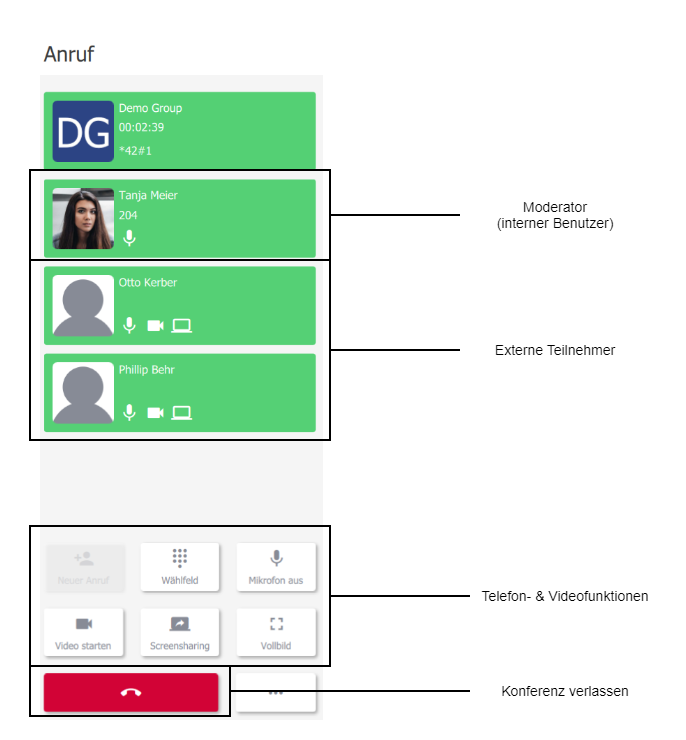 Anruf
DG
Demo Group
00:02:39
*42#1
Tanja Meier
204
Moderator
(interner Benutzer)
Otto Kerber
Externe Teilnehmer
Phillip Behr
Neuer Anruf
Wählfeld
Mikrofon aus
Telefon- & Videofunktionen
Video starten
Screensharing
Vollbild
Konferenz verlassen